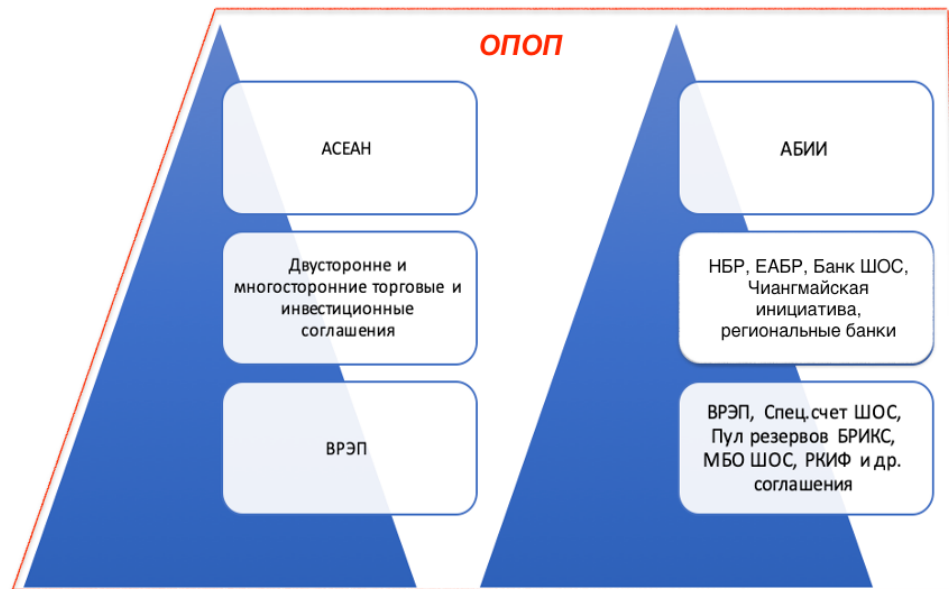 ОПОП
АСЕАН
Двусторонне и
многосторонние торговые и
инвестиционные
соглашения
ВРЭП
АБИИ
НБР, ЕАБР, Банк ШОС,
Чиангмайская
инициатива,
региональные банки
ВРЭП, Спец.счет ШОС,
Пул резервов БРИКС,
МБО ШОС, РКИФ и др.
соглашения